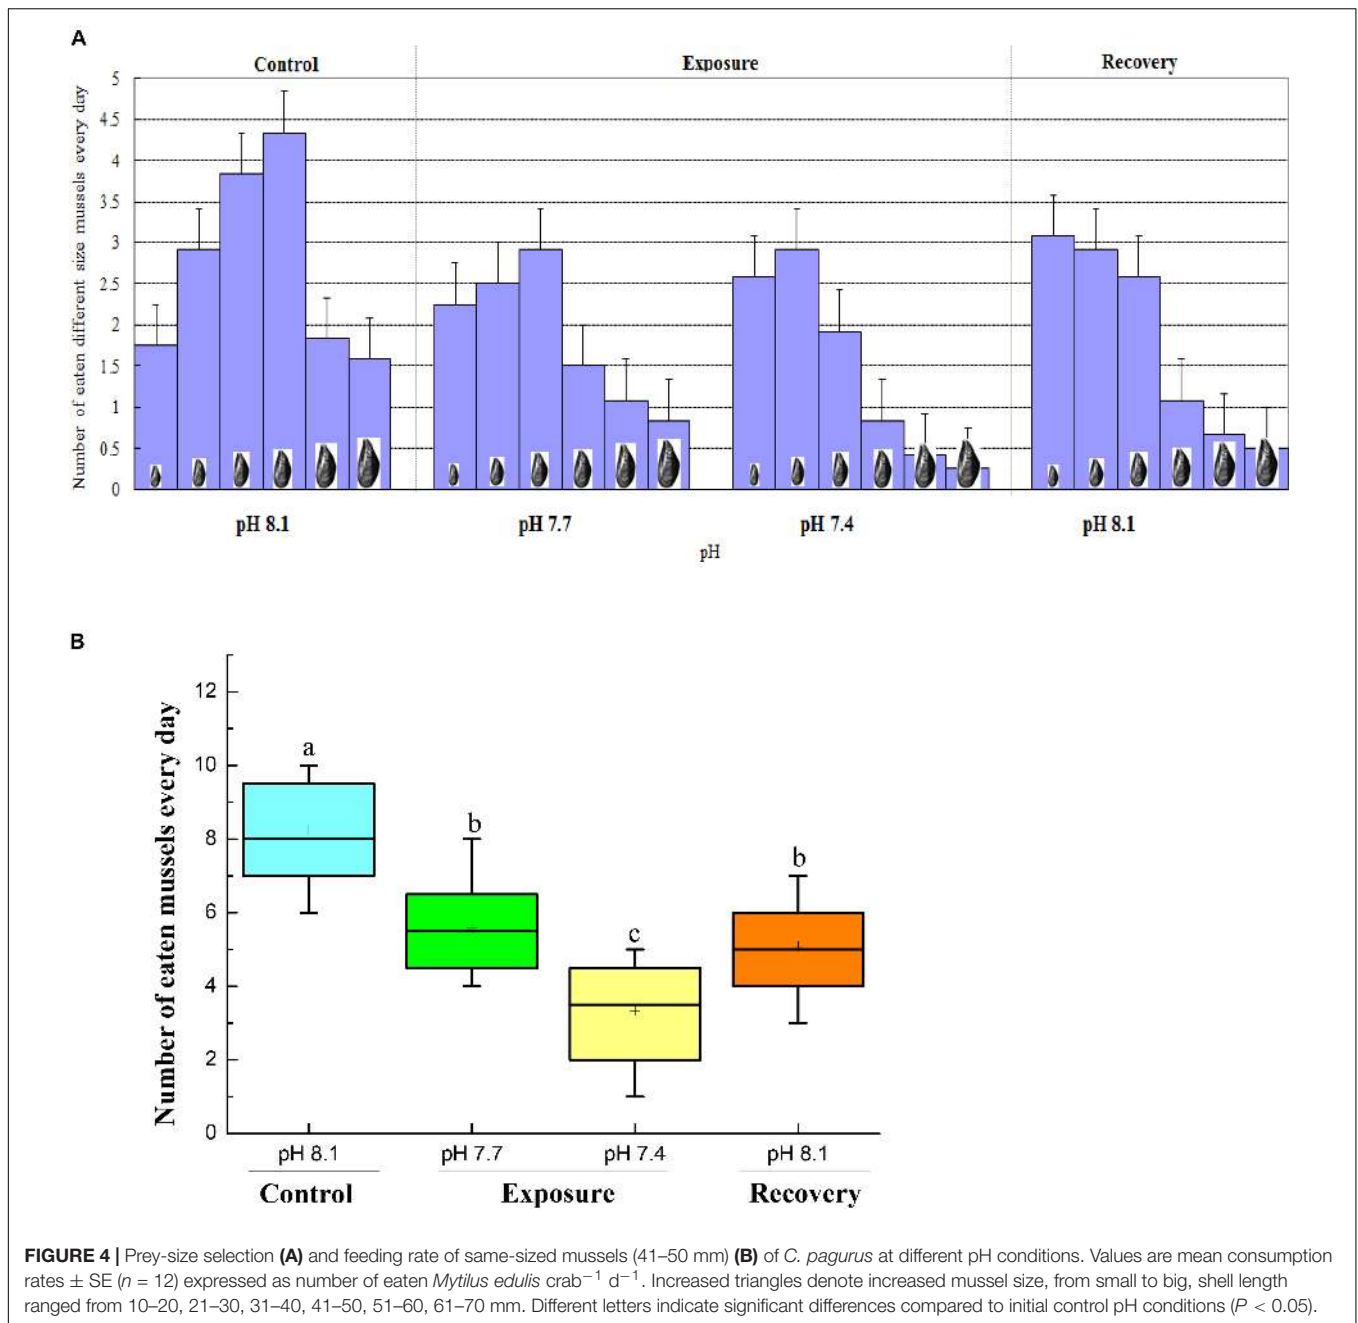 A
Control Exposure Recovery
Number of eaten different size mussels every day
5
4.5
4
3.5
3
2.5
2
1.5
1
0.5
0
pH 8.1 pH 7.7 pH 7.4 pH 8.1
pH
B
Number of eaten mussels every day
12
10
8
6
4
2
0
a
b
c
b
pH 8.1 pH 7.7 pH 7.4 pH 8.1
Control Exposure Recovery
FIGURE 4 | Prey-size selection (A) and feeding rate of same-sized mussels (41–50 mm) (B) of C. pagurus at different pH conditions. Values are mean consumption
rates ± SE (n = 12) expressed as number of eaten Mytilus edulis crab⁻¹ d⁻¹. Increased triangles denote increased mussel size, from small to big, shell length
ranged from 10–20, 21–30, 31–40, 41–50, 51–60, 61–70 mm. Different letters indicate significant differences compared to initial control pH conditions (P < 0.05).